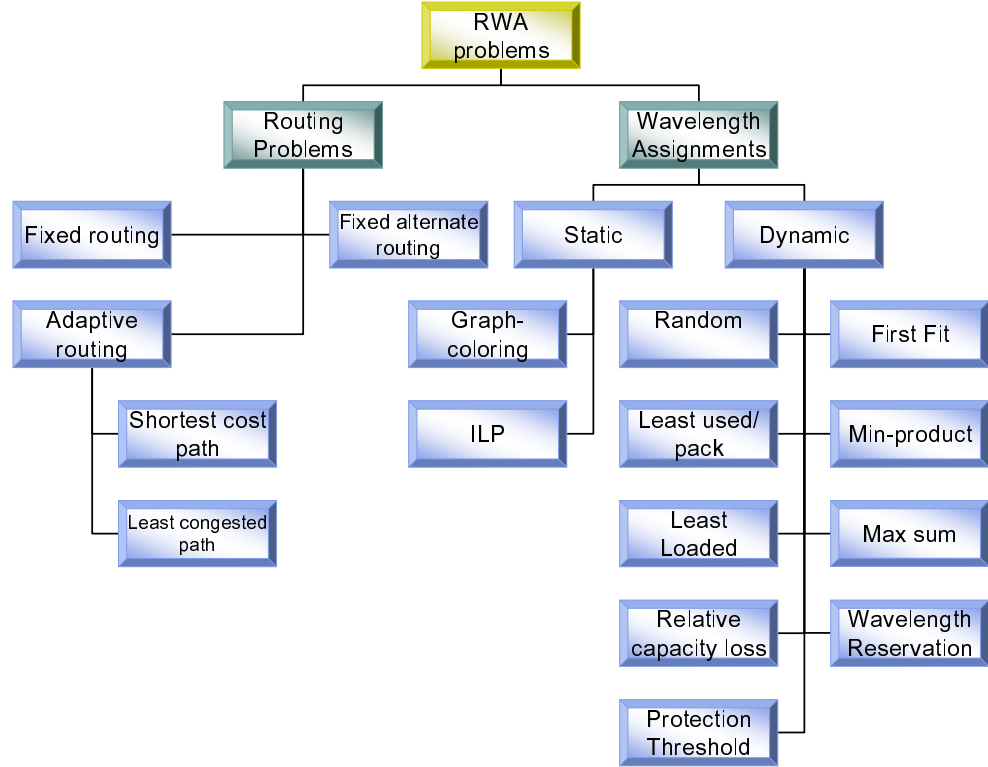 RWA
problems
Routing
Problems
Wavelength
Assignments
Fixed routing
Fixed alternate
routing
Static
Dynamic
Adaptive
routing
Graph-
coloring
Random
First Fit
Shortest cost
path
ILP
Least used/
pack
Min-product
Least congested
path
Least
Loaded
Max sum
Relative
capacity loss
Wavelength
Reservation
Protection
Threshold